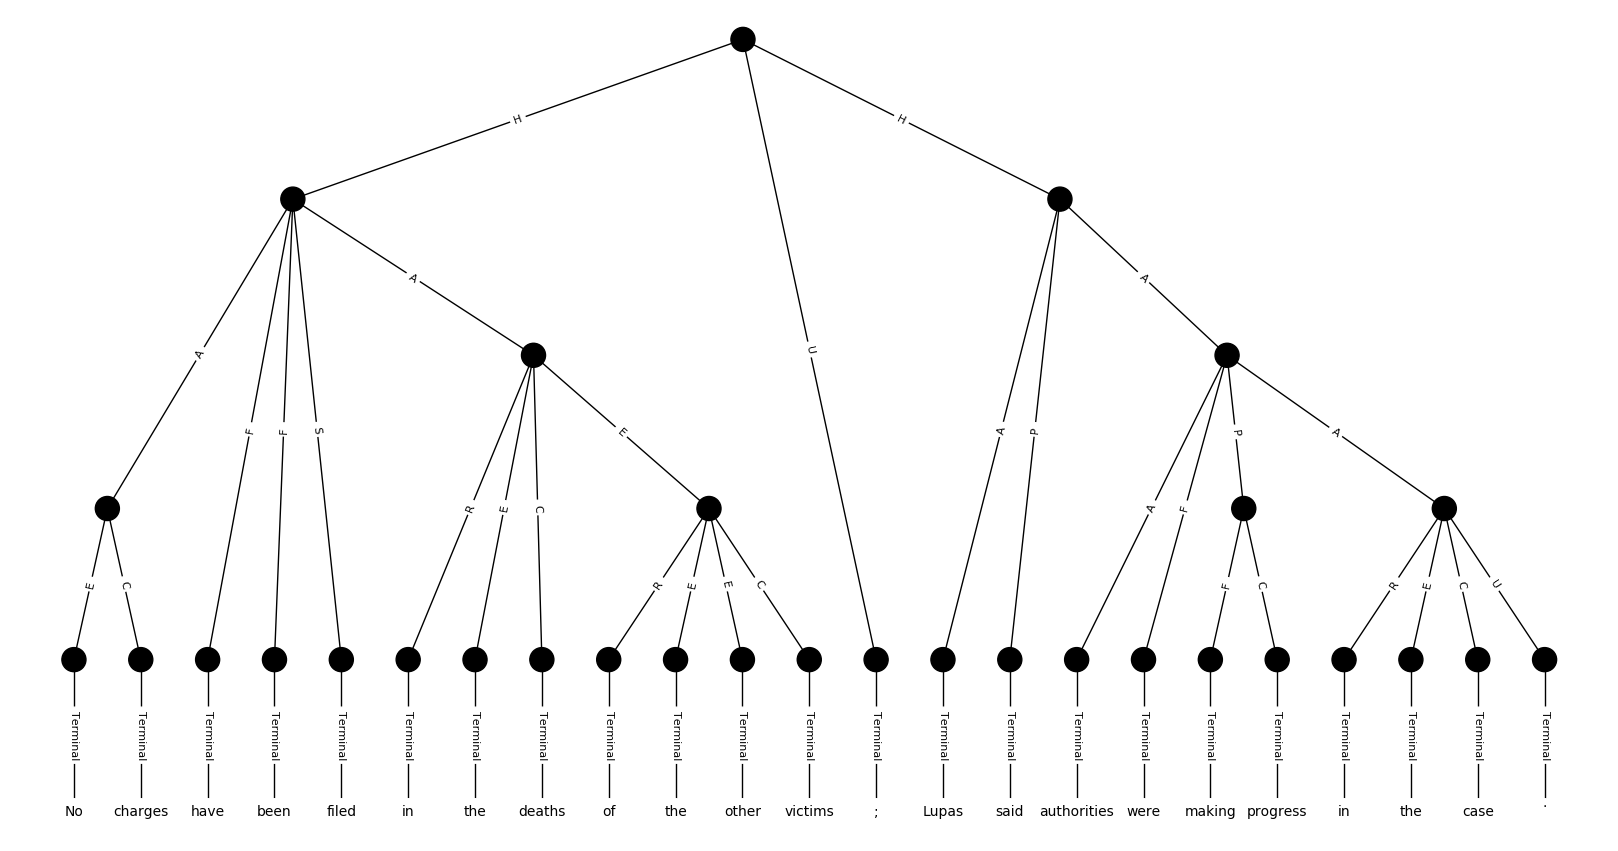 H H
A A U A
F F S A P P A
R E C E A F
E C R E E C F C R E C U
Terminal Terminal Terminal Terminal Terminal Terminal Terminal Terminal Terminal Terminal Terminal Terminal Terminal Terminal Terminal Terminal Terminal Terminal Terminal Terminal Terminal Terminal Terminal
No charges have been filed in the deaths of the other victims ; Lupas said authorities were making progress in the case .